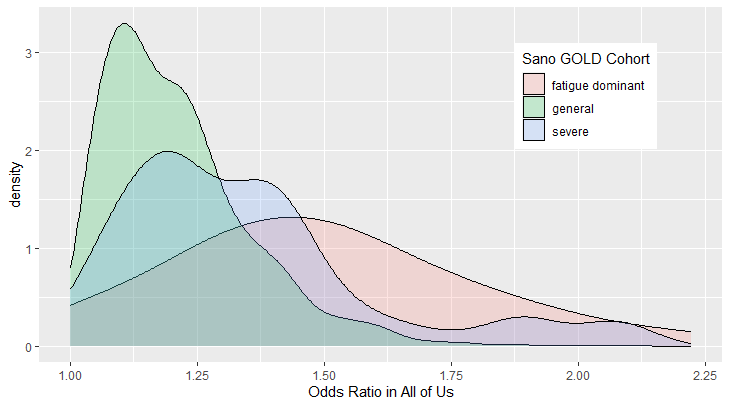 Sano GOLD Cohort
fatigue dominant
general
severe
density
3
2
1
0
1.00 1.25 1.50 1.75 2.00 2.25
Odds Ratio in All of Us